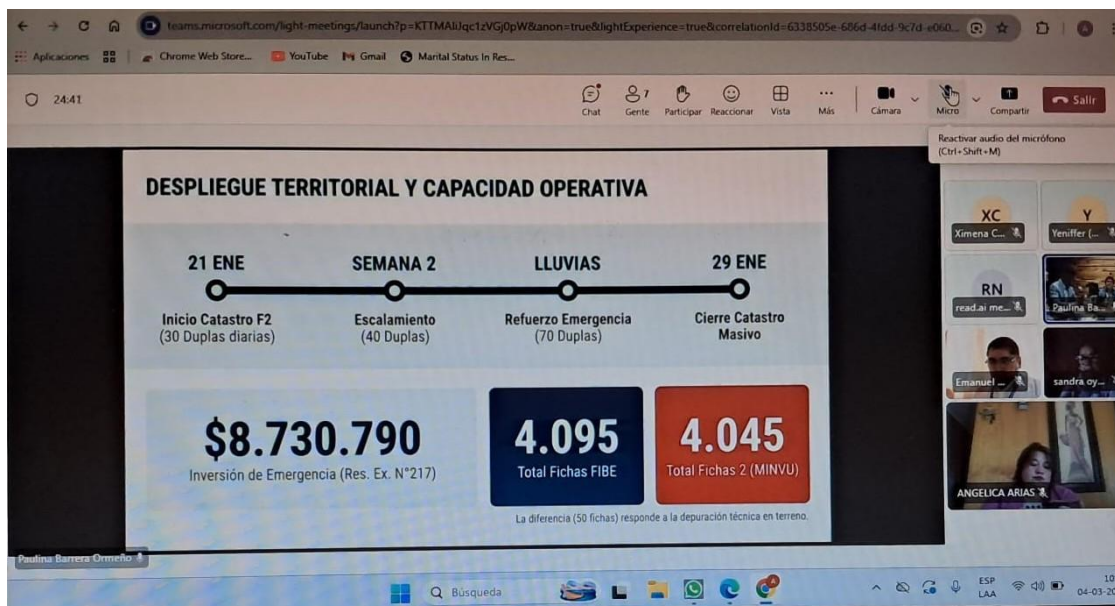 teams.microsoft.com/light-meetings/launch?p=KTTMAliJqc1zVGj0pW&anon=true&lightExperience=true&correlationId=6338505e-686d-4fdd-9c7d-e060...
Aplicaciones
Chrome Web Store...
YouTube
Gmail
Marital Status In Res...
24:41
Chat
Gente 7
Participar
Reaccionar
Vista
Más
Cámara
Micro
Compartir
Salir
Reactivar audio del micrófono
(Ctrl+Shift+M)
DESPLIEGUE TERRITORIAL Y CAPACIDAD OPERATIVA
21 ENE
SEMANA 2
LLUVIAS
29 ENE
Inicio Catastro F2
(30 Duplas diarias)
Escalamiento
(40 Duplas)
Refuerzo Emergencia
(70 Duplas)
Cierre Catastro
Masivo
$8.730.790
Inversión de Emergencia (Res. Ex. N°217)
4.095
Total Fichas FIBE
4.045
Total Fichas 2 (MINVU)
La diferencia (50 fichas) responde a la depuración técnica en terreno.
XC
Ximena C...
Y
Yeniffer (...
RN
read.ai me...
Paulina Ba...
Emanuel ...
sandra oy...
ANGELICA ARIAS
Paulina Barrera Ormeño
Búsqueda
ESP
LAA
10
04-03-2